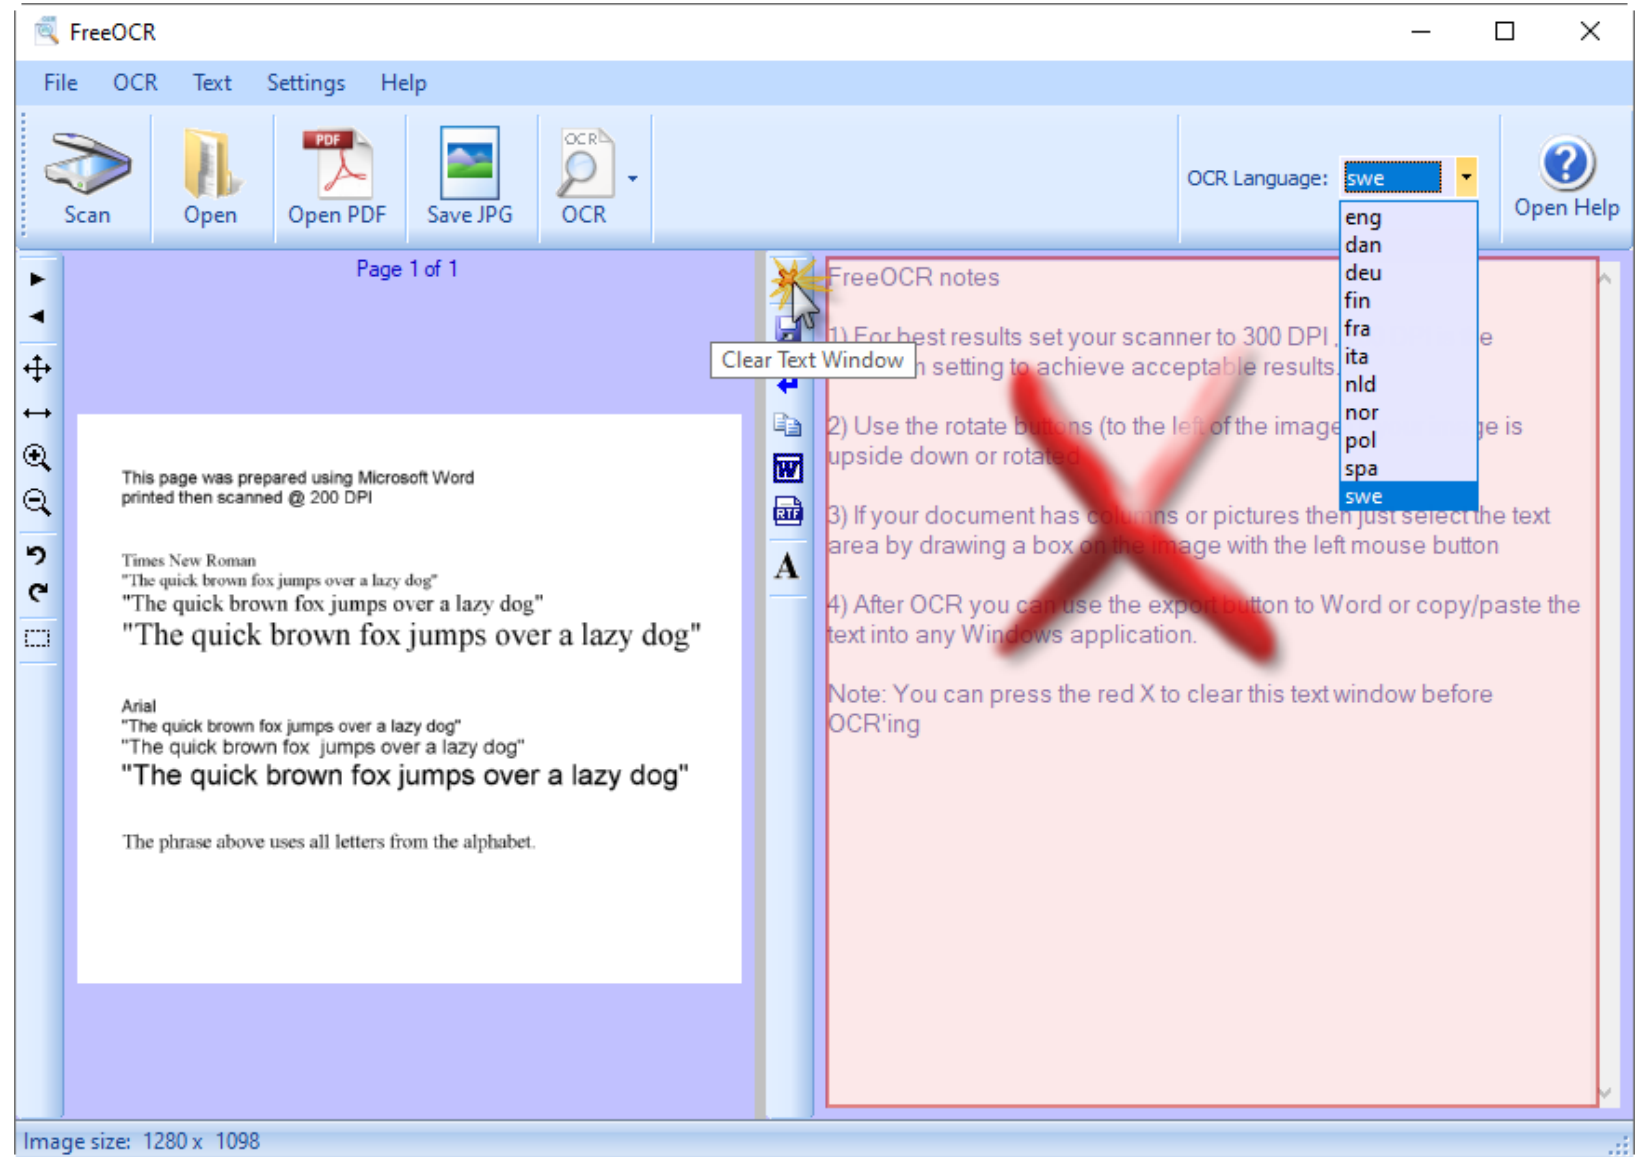 FreeOCR
File OCR Text Settings Help
OCR
PDF
Scan Open Open PDF Save JPG OCR
OCR Language: swe
Open Help
eng
dan
deu
fin
fra
ita
nld
nor
pol
spa
swe
Page 1 of 1
This page was prepared using Microsoft Word
printed then scanned @ 200 DPI
Times New Roman
"The quick brown fox jumps over a lazy dog"
"The quick brown fox jumps over a lazy dog"
"The quick brown fox jumps over a lazy dog"
Arial
"The quick brown fox jumps over a lazy dog"
"The quick brown fox  jumps over a lazy dog"
"The quick brown fox jumps over a lazy dog"
The phrase above uses all letters from the alphabet.
Clear Text Window
W
RTF
A
FreeOCR notes
1) For best results set your scanner to 300 DPI ,
setting to achieve acceptable results.
2) Use the rotate buttons (to the left of the image is
upside down or rotated
3) If your document has columns or pictures then just select the text
area by drawing a box on the image with the left mouse button
4) After OCR you can use the export button to Word or copy/paste the
text into any Windows application.
Note: You can press the red X to clear this text window before
OCR'ing
Image size: 1280 x 1098